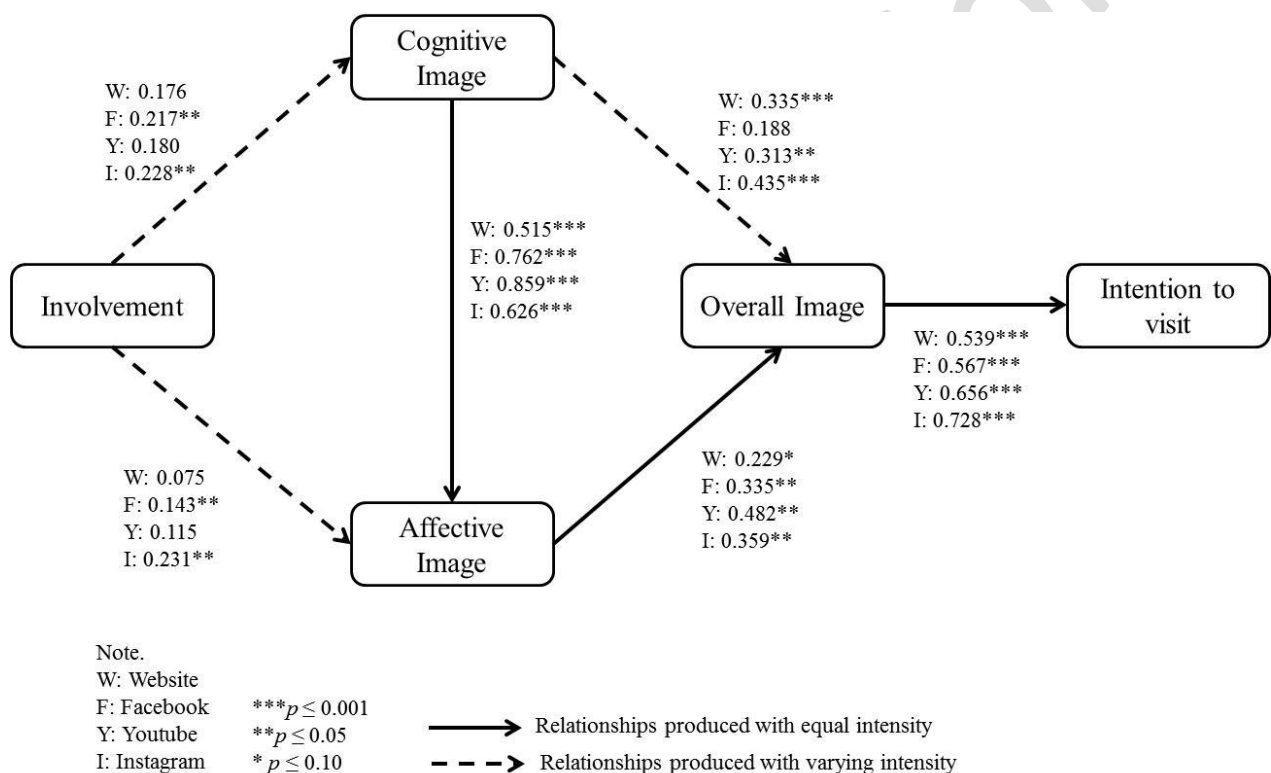 Cognitive
Image
W: 0.176
F: 0.217**
Y: 0.180
I: 0.228**
W: 0.335***
F: 0.188
Y: 0.313**
I: 0.435***
W: 0.515***
F: 0.762***
Y: 0.859***
I: 0.626***
Involvement
Overall Image
Intention to
visit
W: 0.539***
F: 0.567***
Y: 0.656***
I: 0.728***
W: 0.075
F: 0.143**
Y: 0.115
I: 0.231**
Affective
Image
W: 0.229*
F: 0.335**
Y: 0.482**
I: 0.359**
Note.
W: Website
F: Facebook ***p ≤ 0.001
Y: Youtube **p ≤ 0.05
I: Instagram * p ≤ 0.10
Relationships produced with equal intensity
Relationships produced with varying intensity